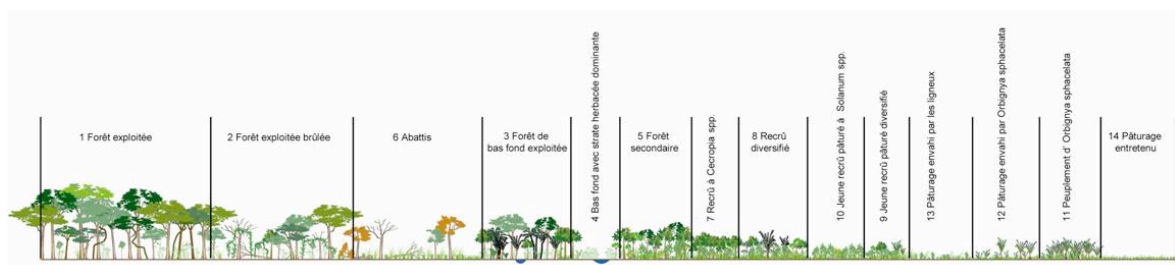 1 Forêt exploitée
2 Forêt exploitée brûlée
6 Abattis
3 Forêt de
bas fond exploitée
4 Bas fond avec strate herbacée dominante
5 Forêt
secondaire
7 Recrû à Cecropia spp.
8 Recrû
diversifié
10 Jeune recrû pâturé à Solanum spp.
9 Jeune recrû pâturé diversifié
13 Pâturage envahi par les ligneux
12 Pâturage envahi par Orbignya sphacelata
11 Peuplement d' Orbignya sphacelata
14 Pâturage
entretenu